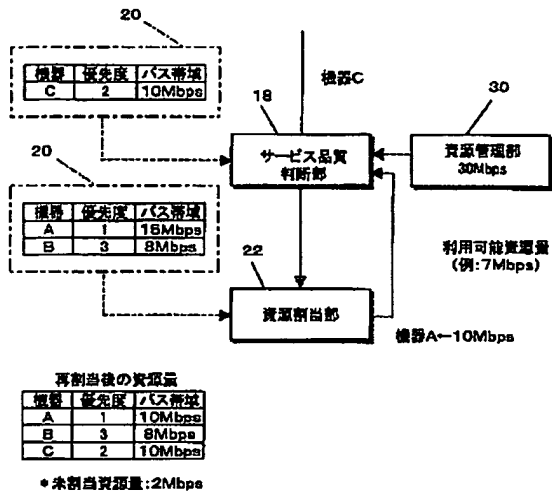 20
機器 優先度 バス帯域
C 2 10Mbps
機器C
18
サービス品質
判断部
30
資源管理部
30Mbps
20
機器 優先度 バス帯域
A 1 15Mbps
B 3 8Mbps
利用可能資源量
(例:7Mbps)
22
資源割当部
機器A←10Mbps
再割当後の資源量
機器 優先度 バス帯域
A 1 10Mbps
B 3 8Mbps
C 2 10Mbps
*未割当資源量:2Mbps